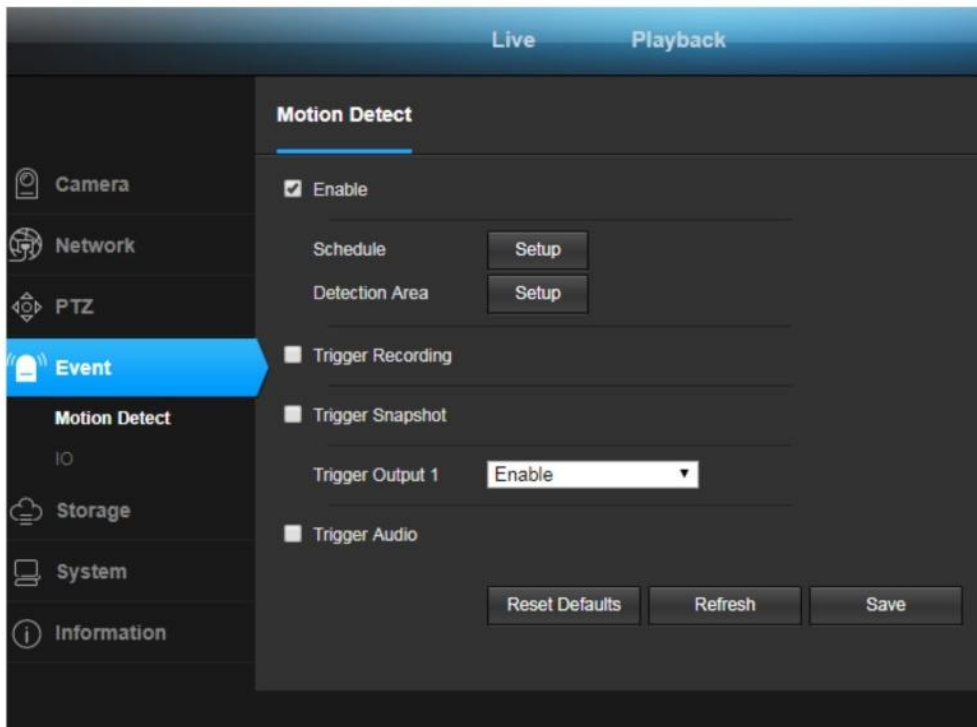 Live Playback
Motion Detect
Camera
Network
PTZ
Event
Motion Detect
IO
Storage
System
Information
Enable
Schedule Setup
Detection Area Setup
Trigger Recording
Trigger Snapshot
Trigger Output 1 Enable
Trigger Audio
Reset Defaults Refresh Save